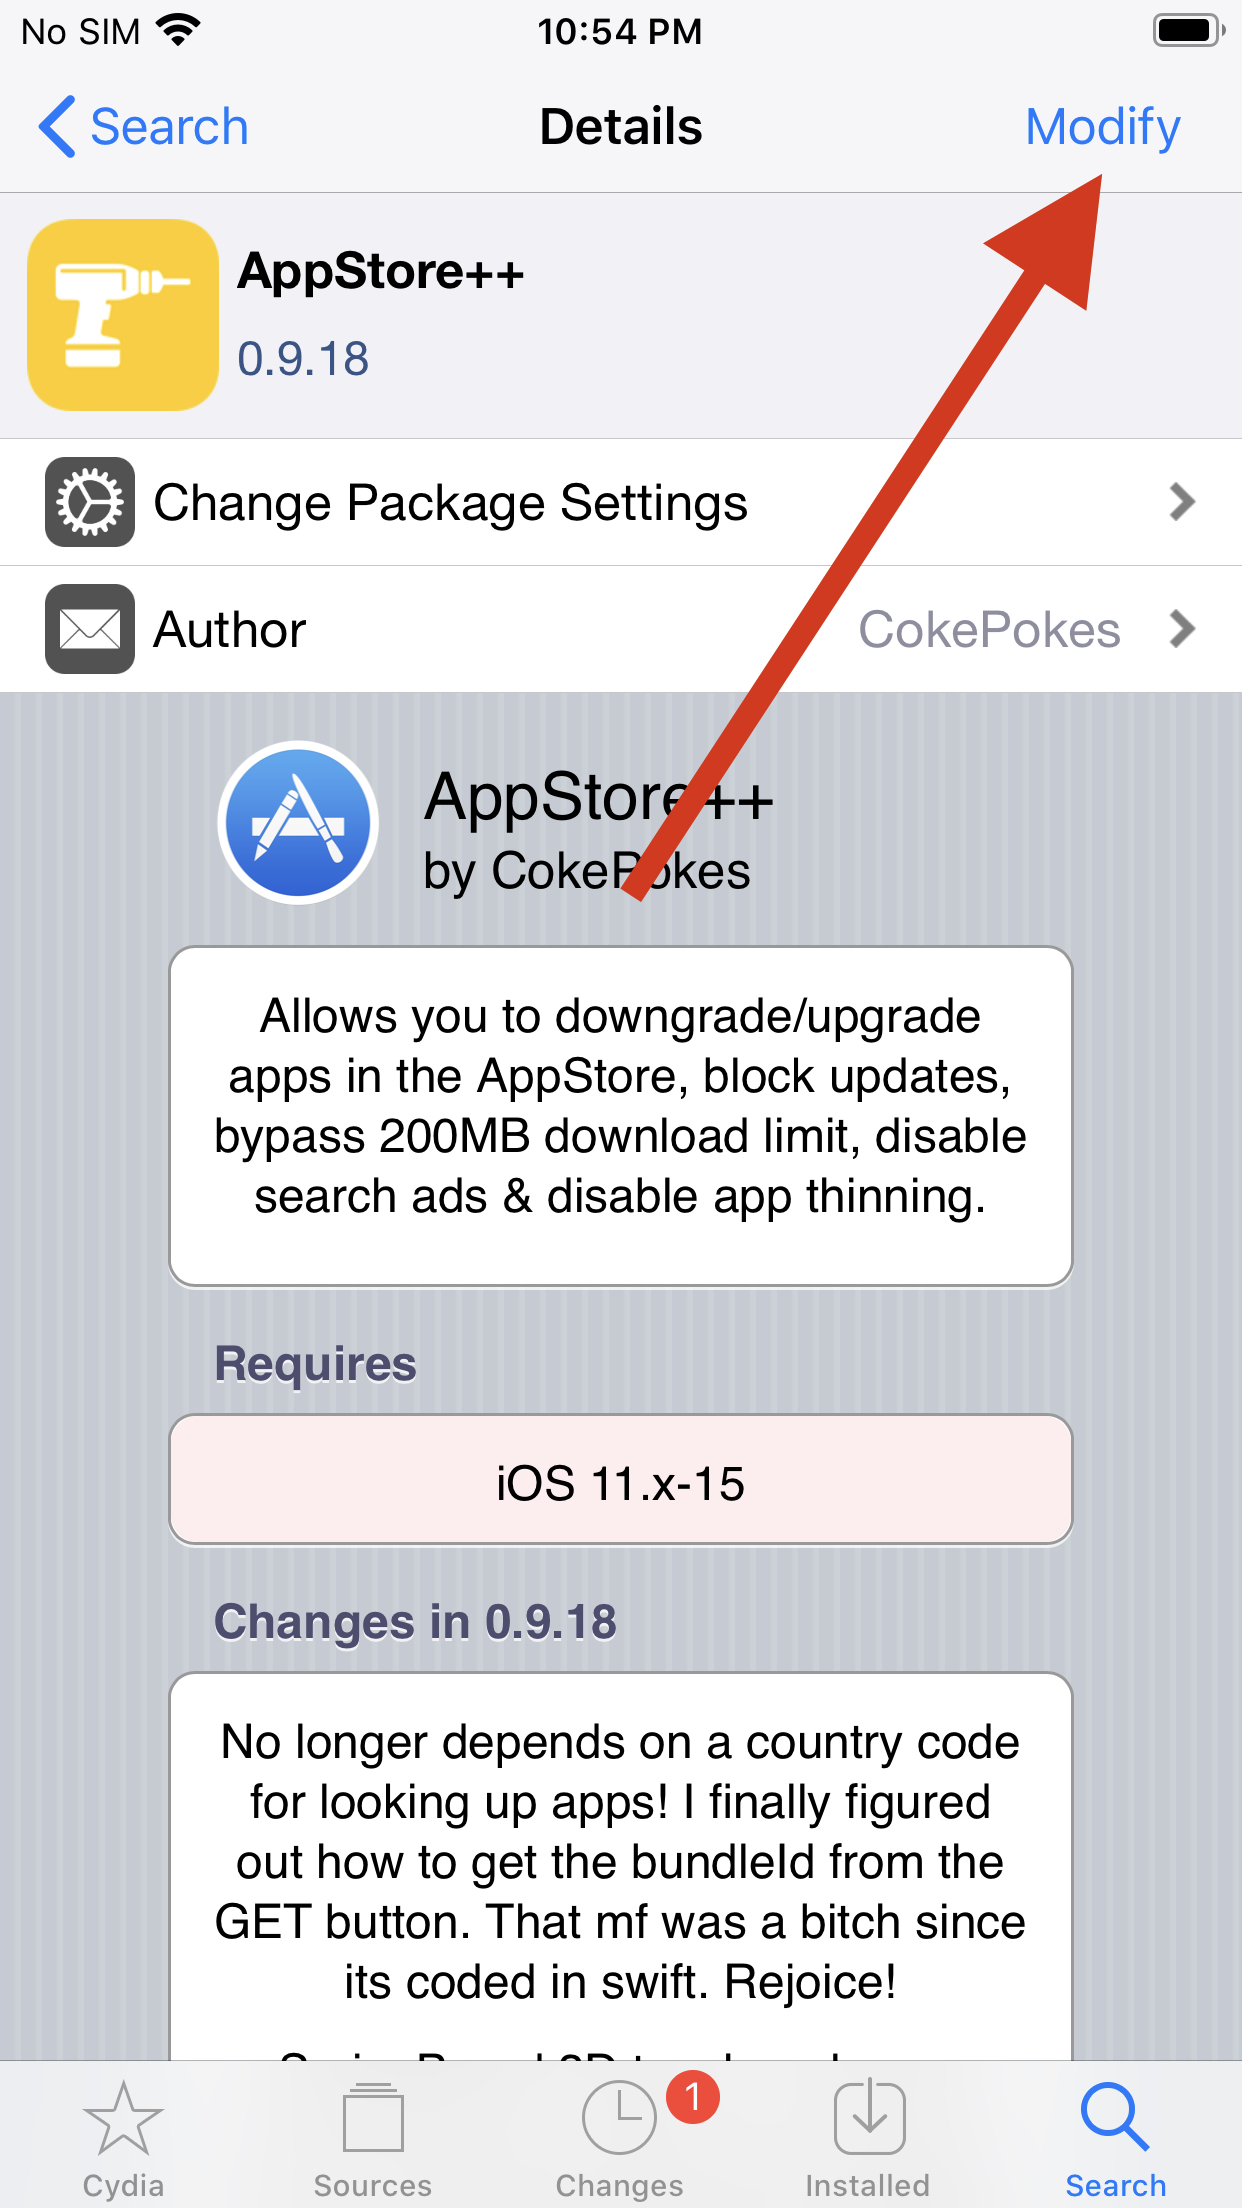 No SIM 10:54 PM
Search Details Modify
AppStore++
0.9.18
Change Package Settings
Author CokePokes
AppStore++
by CokePokes
Allows you to downgrade/upgrade
apps in the AppStore, block updates,
bypass 200MB download limit, disable
search ads & disable app thinning.
Requires
iOS 11.x-15
Changes in 0.9.18
No longer depends on a country code
for looking up apps! I finally figured
out how to get the bundleId from the
GET button. That mf was a bitch since
its coded in swift. Rejoice!
1
Cydia Sources Changes Installed Search